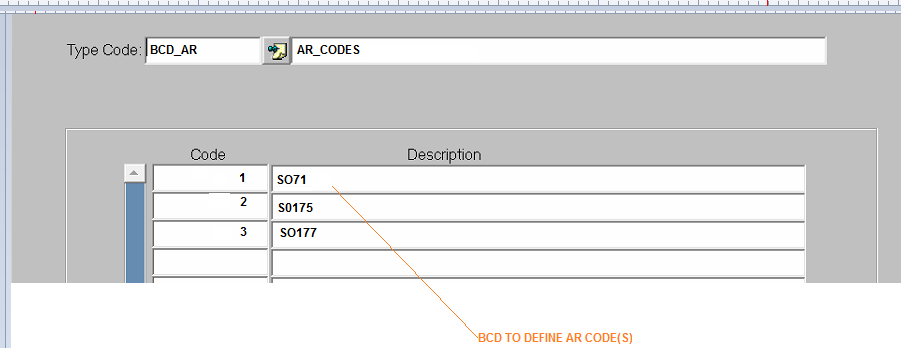 Type Code: BCD_AR AR_CODES
Code Description
1 SO71
2 S0175
3 SO177
BCD TO DEFINE AR CODE(S)